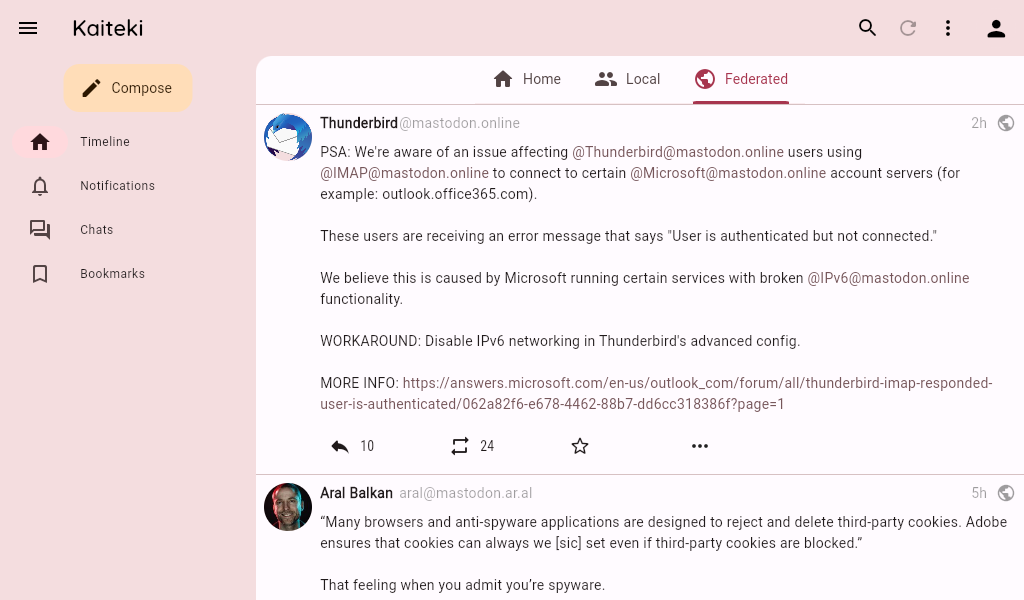 Kaiteki
Compose
Timeline
Notifications
Chats
Bookmarks
Home
Local
Federated
Thunderbird @mastodon.online
2h
PSA: We're aware of an issue affecting @Thunderbird@mastodon.online users using
@IMAP@mastodon.online to connect to certain @Microsoft@mastodon.online account servers (for
example: outlook.office365.com).
These users are receiving an error message that says "User is authenticated but not connected."
We believe this is caused by Microsoft running certain services with broken @IPv6@mastodon.online
functionality.
WORKAROUND: Disable IPv6 networking in Thunderbird's advanced config.
MORE INFO: https://answers.microsoft.com/en-us/outlook_com/forum/all/thunderbird-imap-responded-
user-is-authenticated/062a82f6-e678-4462-88b7-dd6cc318386f?page=1
10
24
Aral Balkan aral@mastodon.ar.al
5h
“Many browsers and anti-spyware applications are designed to reject and delete third-party cookies. Adobe
ensures that cookies can always we [sic] set even if third-party cookies are blocked.”
That feeling when you admit you’re spyware.